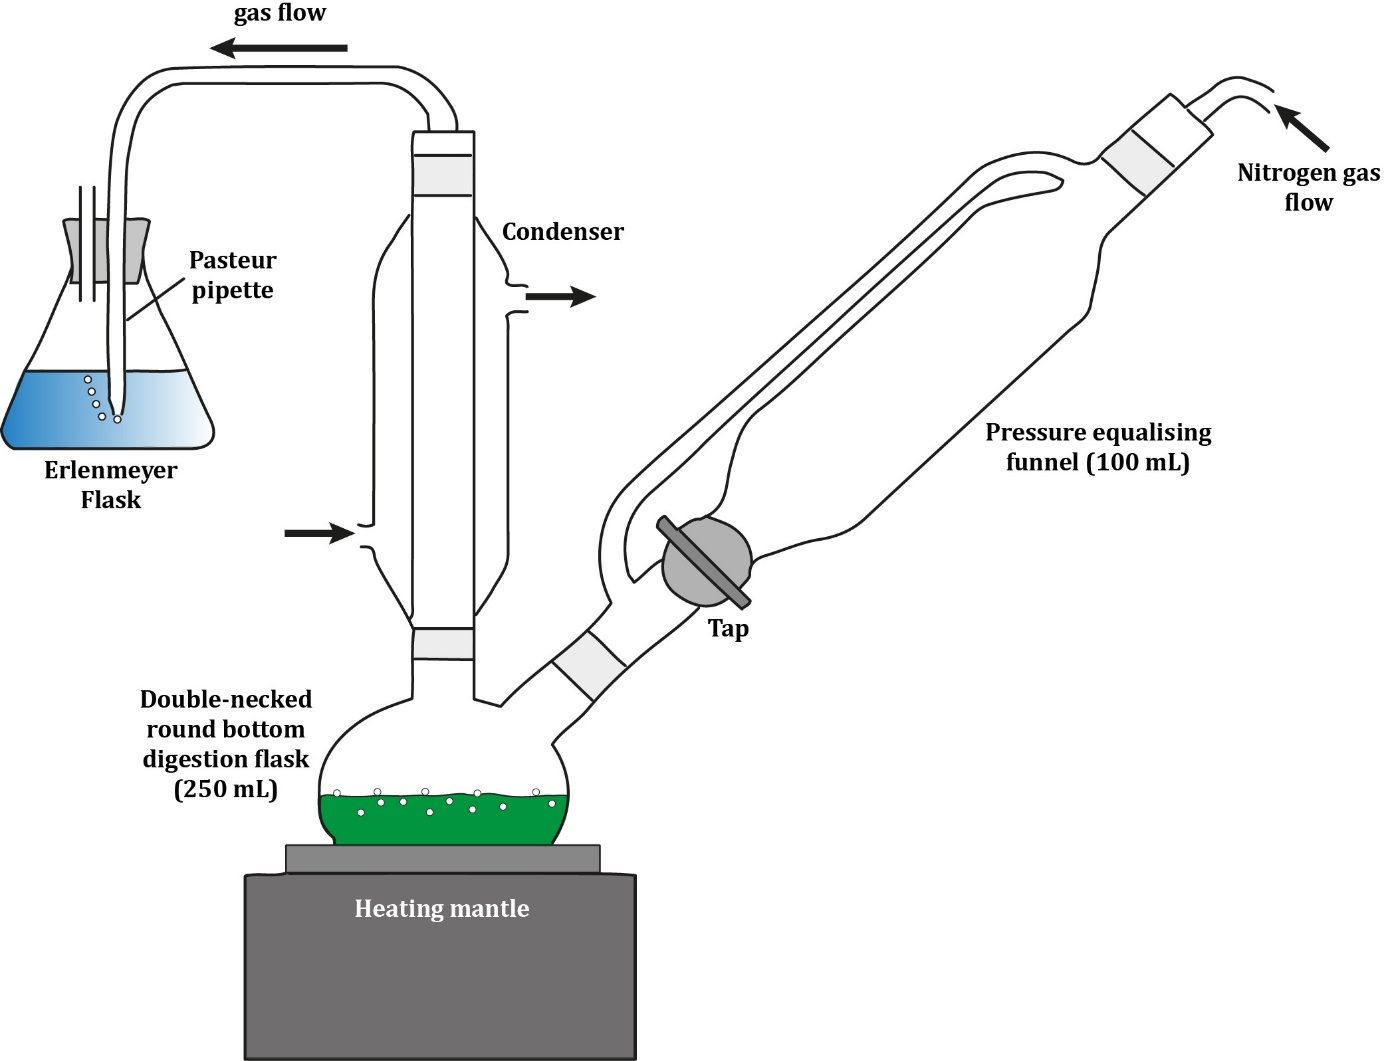 gas flow
Nitrogen gas
flow
Condenser
Pasteur
pipette
Pressure equalising
funnel (100 mL)
Erlenmeyer
Flask
Tap
Double-necked
round bottom
digestion flask
(250 mL)
Heating mantle